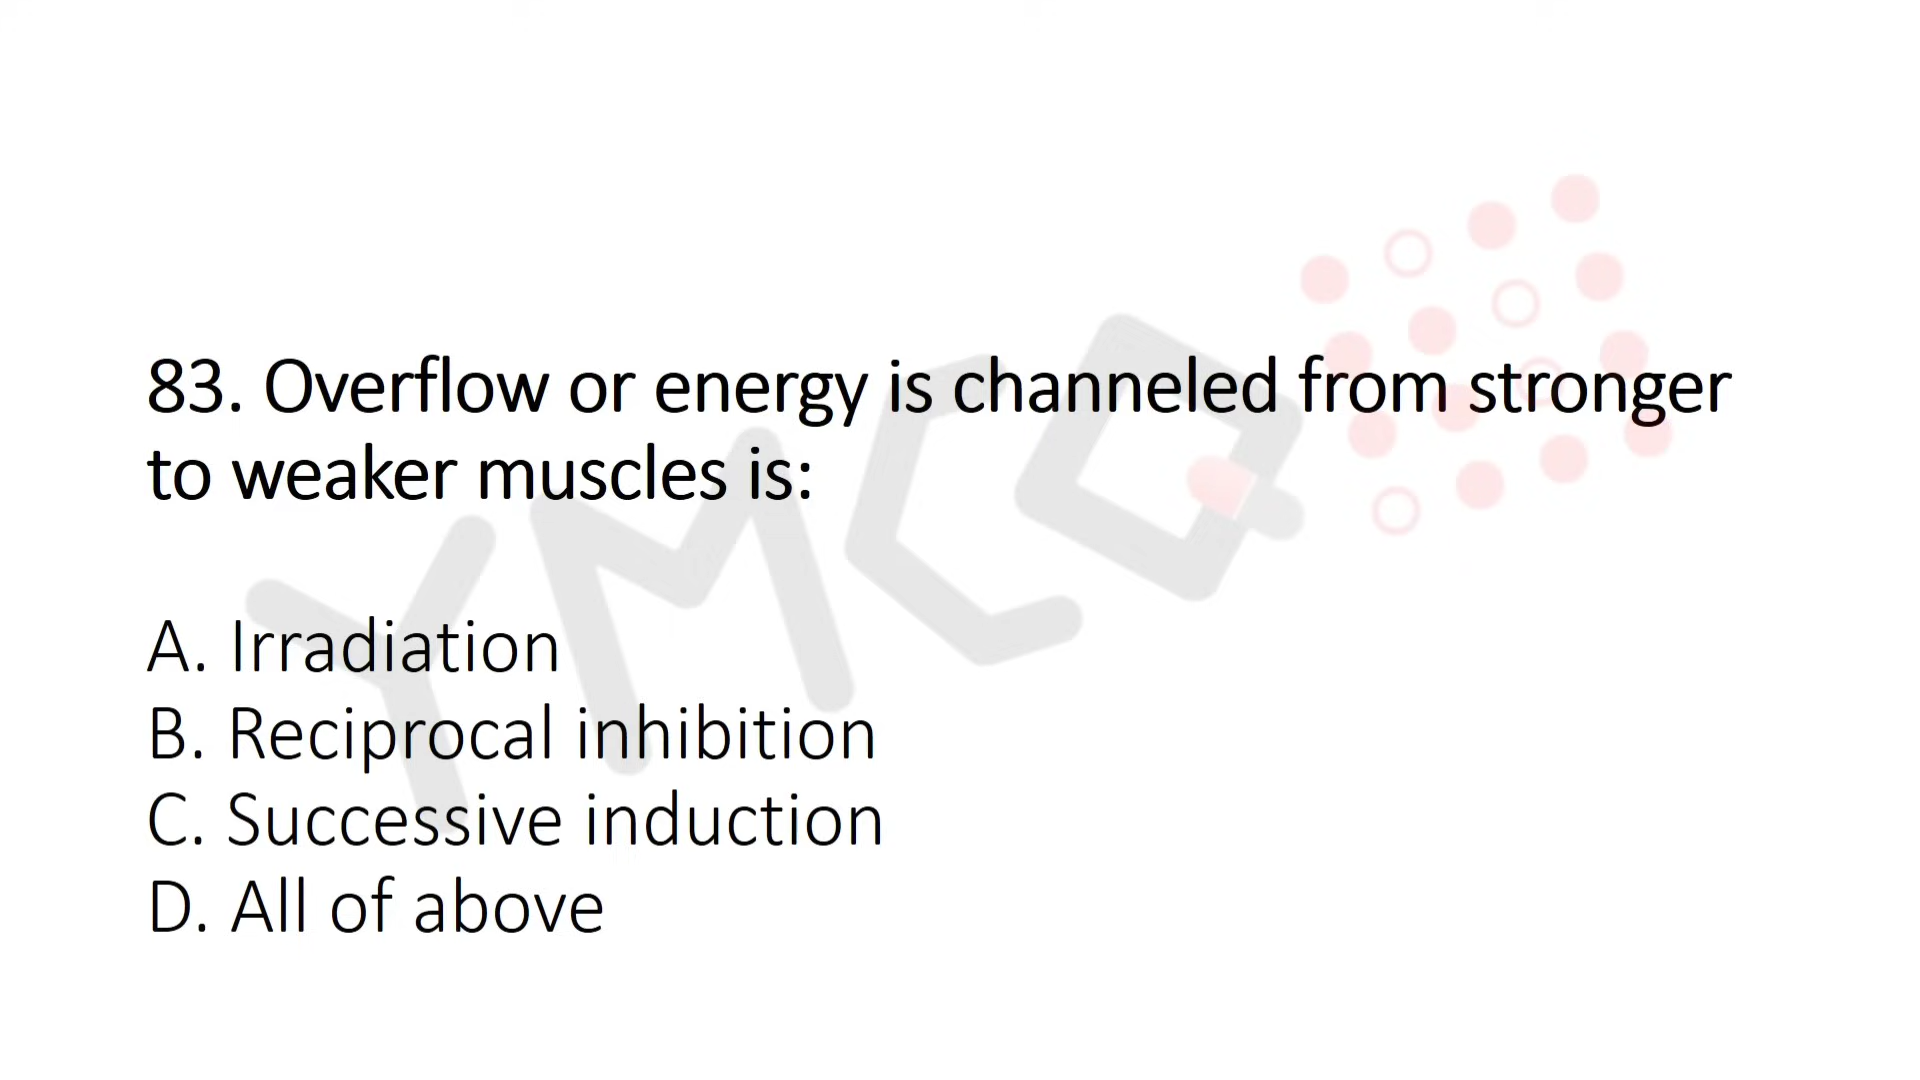 83. Overflow or energy is channeled from stronger
to weaker muscles is:
A. Irradiation
B. Reciprocal inhibition
C. Successive induction
D. All of above
YMCQ